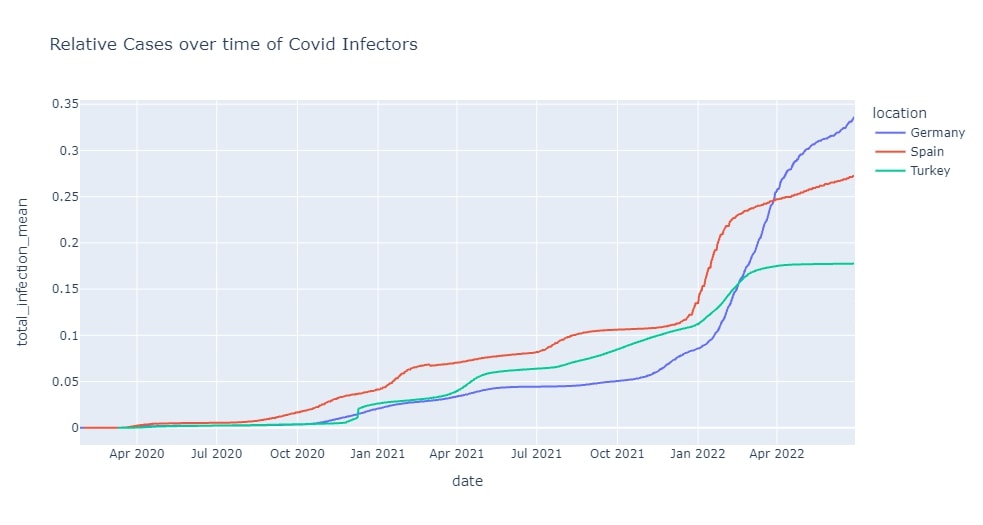 Relative Cases over time of Covid Infectors
0.35
0.3
0.25
0.2
0.15
0.1
0.05
0
total_infection_mean
Apr 2020 Jul 2020 Oct 2020 Jan 2021 Apr 2021 Jul 2021 Oct 2021 Jan 2022 Apr 2022
date
location
Germany
Spain
Turkey